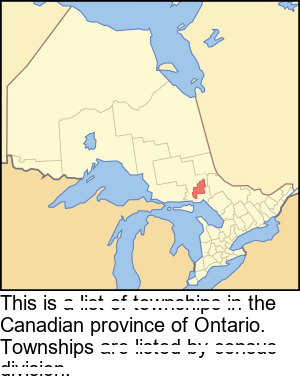 This is a list of townships in the
Canadian province of Ontario.
Townships are listed by census
division.